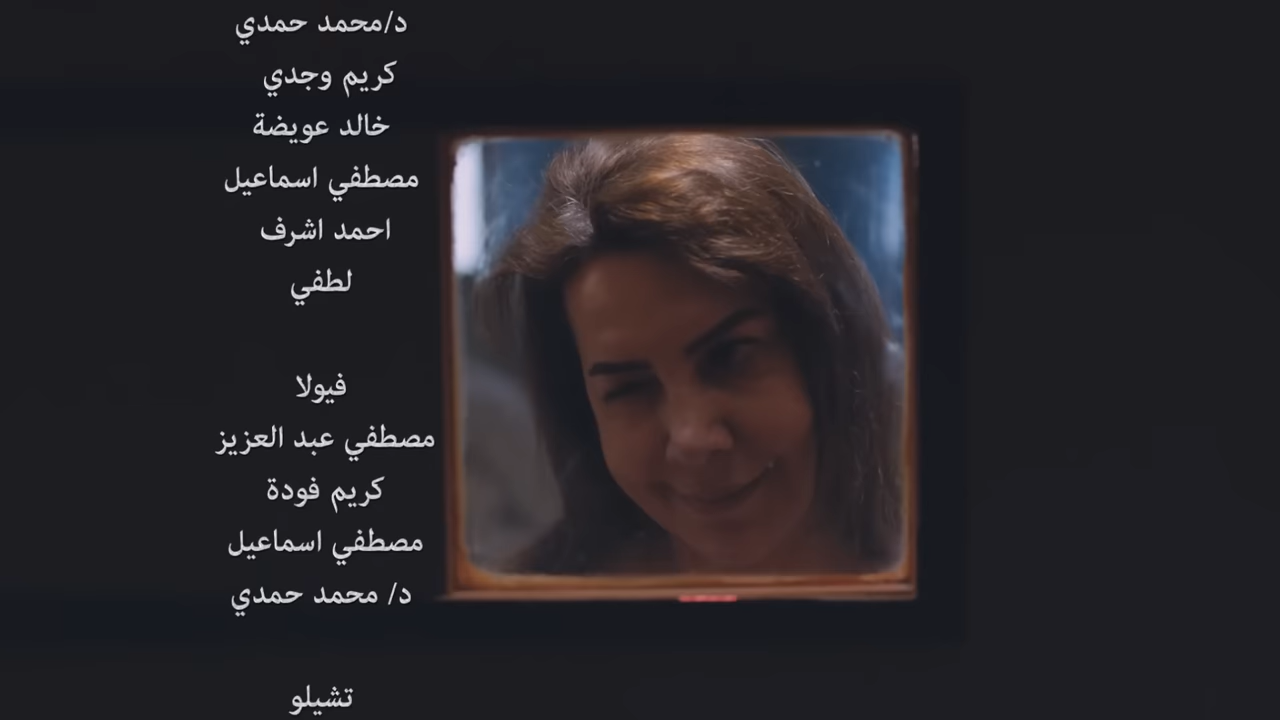 د/محمد حمدي
كريم وجدي
خالد عويضة
مصطفي اسماعيل
احمد اشرف
لطفي
فيولا
مصطفي عبد العزيز
كريم فودة
مصطفي اسماعيل
د/ محمد حمدي
تشيلو